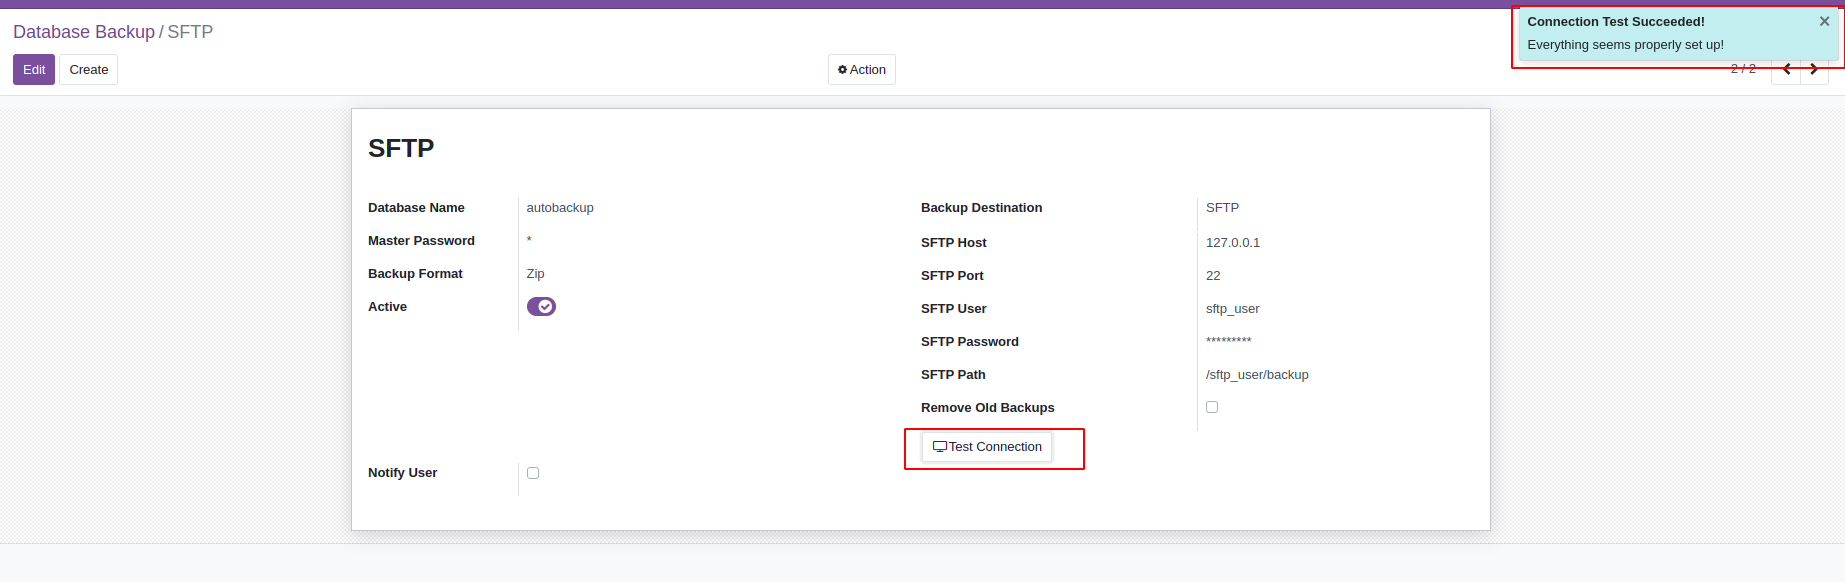 Database Backup / SFTP
Connection Test Succeeded!
Everything seems properly set up!
Edit
Create
Action
2 / 2
SFTP
Database Name
autobackup
Master Password
*
Backup Format
Zip
Active
Backup Destination
SFTP
SFTP Host
127.0.0.1
SFTP Port
22
SFTP User
sftp_user
SFTP Password
*********
SFTP Path
/sftp_user/backup
Remove Old Backups
Test Connection
Notify User